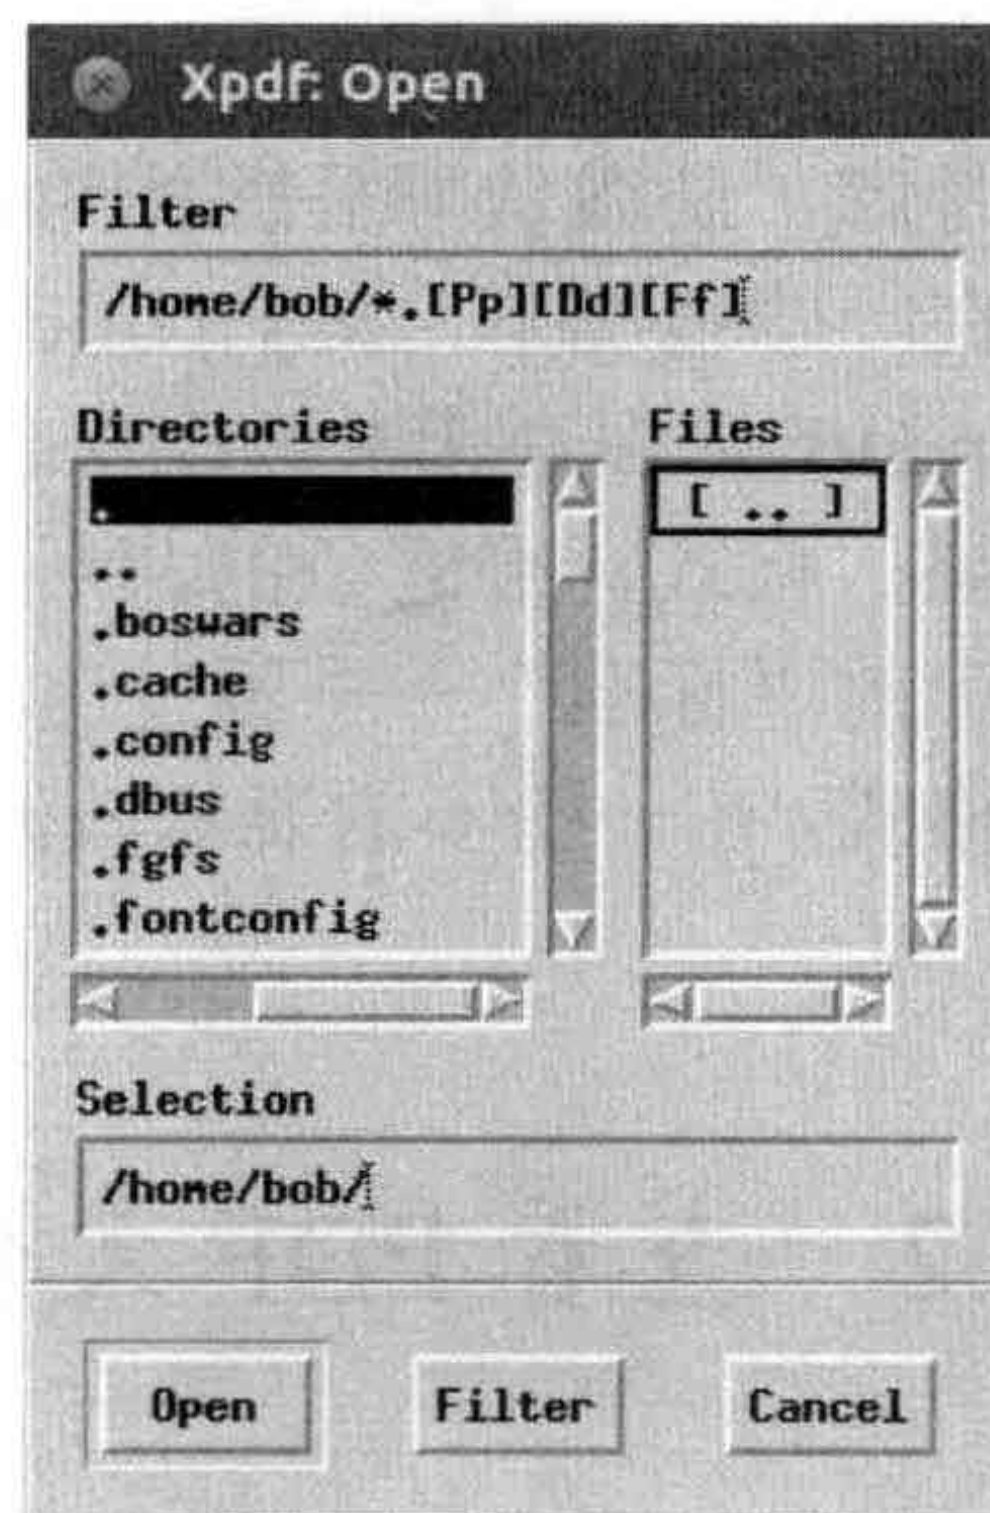 Xpdf: Open
Filter
/home/bob/*.[Pp][Dd][Ff]
Directories
.
..
.boswars
.cache
.config
.dbus
.fgfs
.fontconfig
Files
[ .. ]
Selection
/home/bob/
Open Filter Cancel